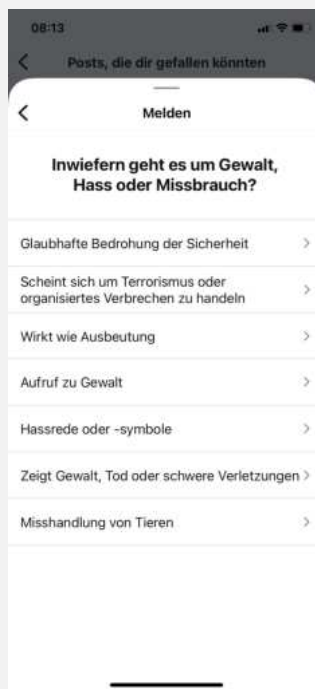 08:13
Posts, die dir gefallen könnten
Melden
Inwiefern geht es um Gewalt,
Hass oder Missbrauch?
Glaubhafte Bedrohung der Sicherheit
Scheint sich um Terrorismus oder
organisiertes Verbrechen zu handeln
Wirkt wie Ausbeutung
Aufruf zu Gewalt
Hassrede oder -symbole
Zeigt Gewalt, Tod oder schwere Verletzungen
Misshandlung von Tieren